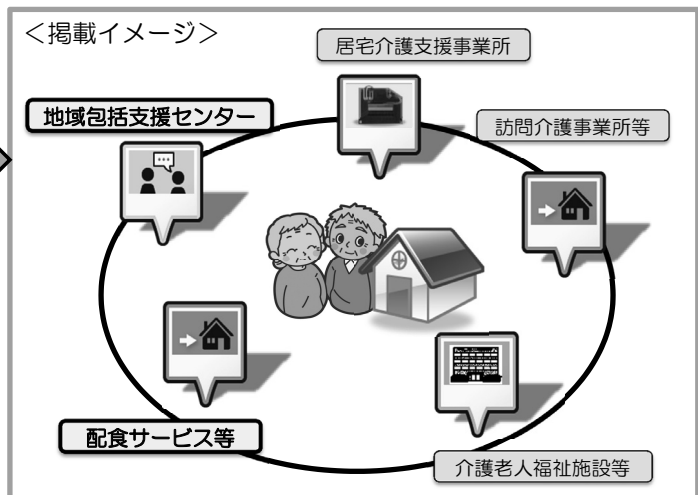 ＜掲載イメージ＞
居宅介護支援事業所
地域包括支援センター
訪問介護事業所等
配食サービス等
介護老人福祉施設等